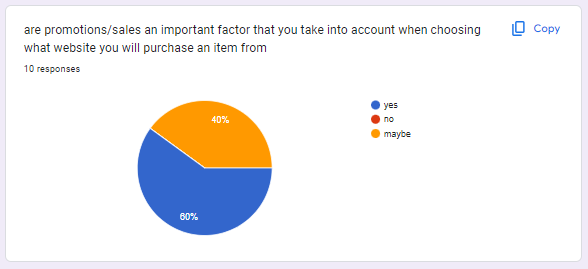 are promotions/sales an important factor that you take into account when choosing
what website you will purchase an item from
Copy
10 responses
yes
no
maybe
40%
60%